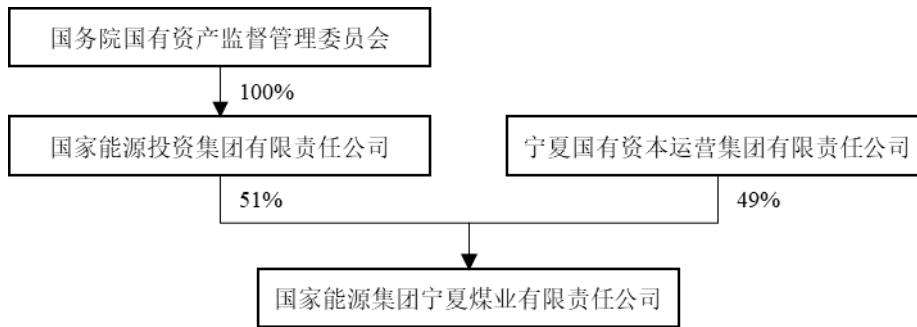 国务院国有资产监督管理委员会
100%
国家能源投资集团有限责任公司
宁夏国有资本运营集团有限责任公司
51%
49%
国家能源集团宁夏煤业有限责任公司